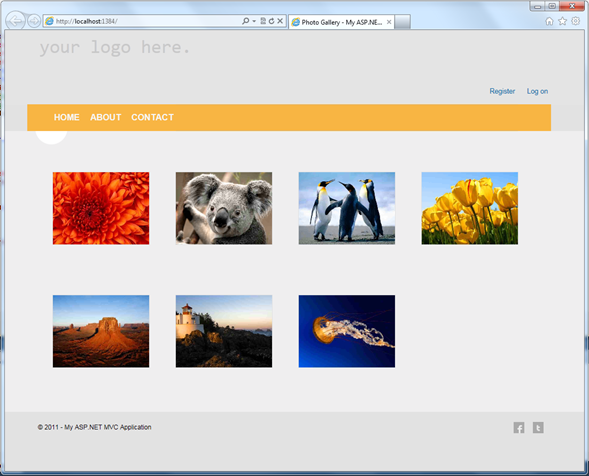 http://localhost:1384/
Photo Gallery - My ASP.NET M...
your logo here.
Register Log on
HOME ABOUT CONTACT
© 2011 - My ASP.NET MVC Application